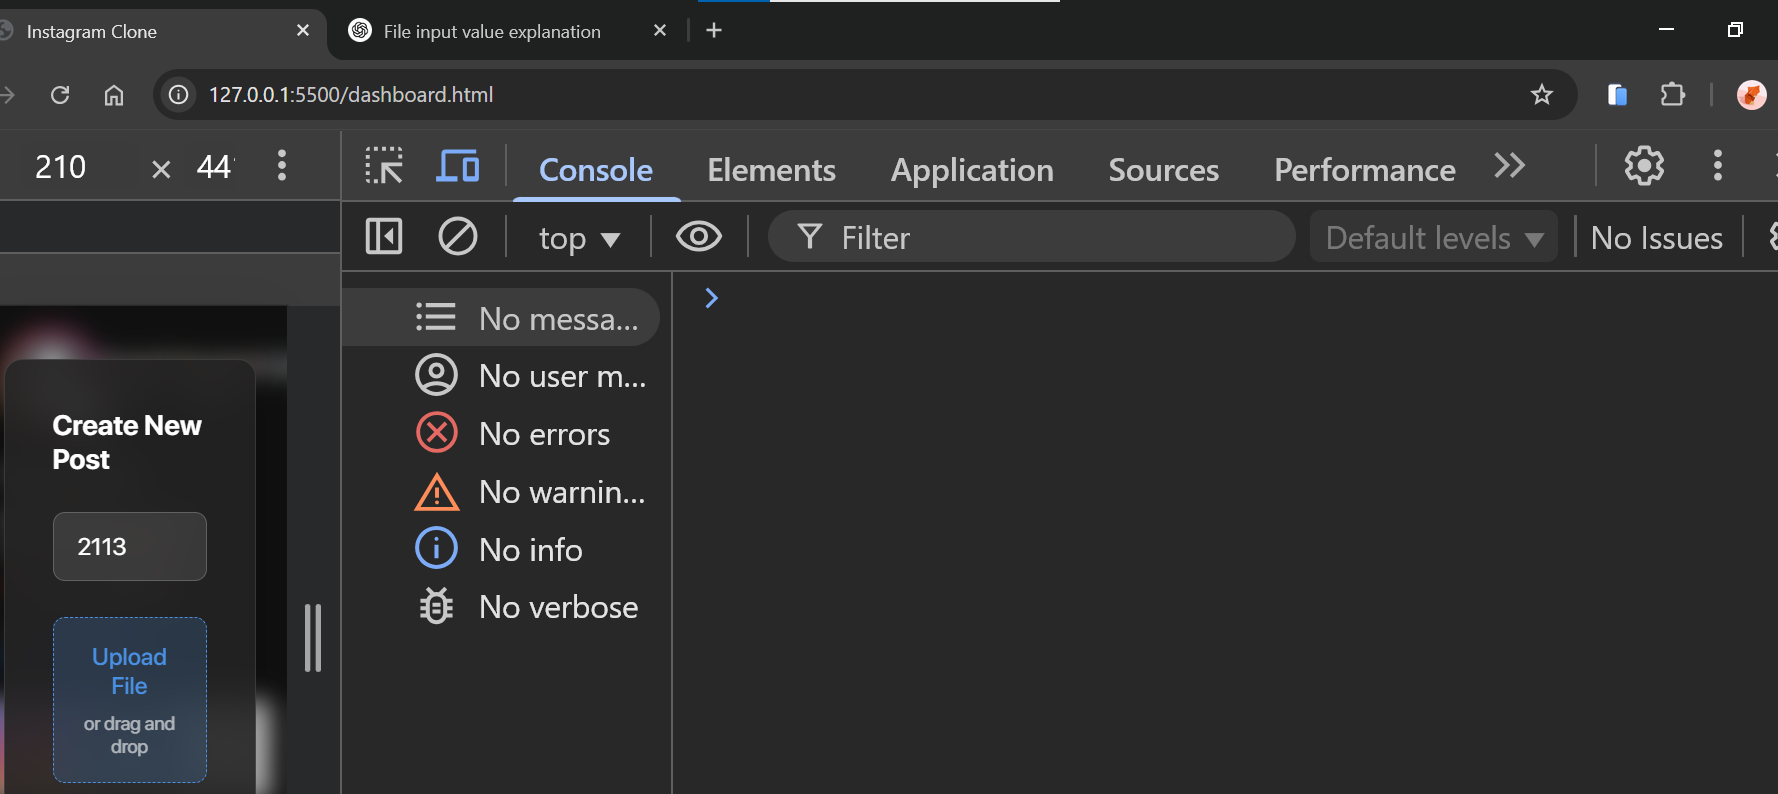 Instagram Clone
File input value explanation
127.0.0.1:5500/dashboard.html
210 × 441
Console Elements Application Sources Performance
top Filter Default levels No Issues
No messa...
No user m...
No errors
No warnin...
No info
No verbose
Create New
Post
2113
Upload
File
or drag and
drop